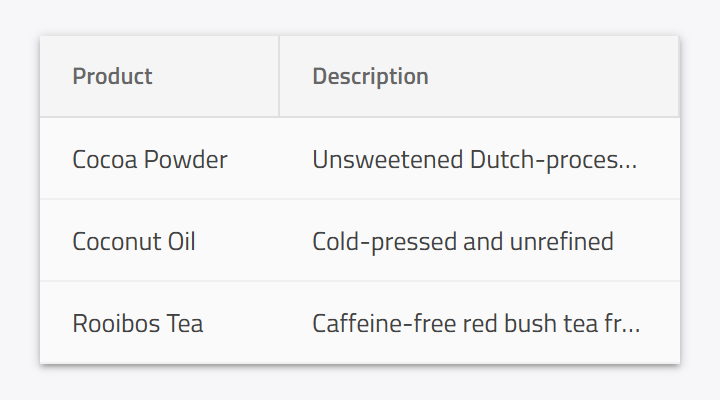 Product Description
Cocoa Powder Unsweetened Dutch-proces...
Coconut Oil Cold-pressed and unrefined
Rooibos Tea Caffeine-free red bush tea fr...